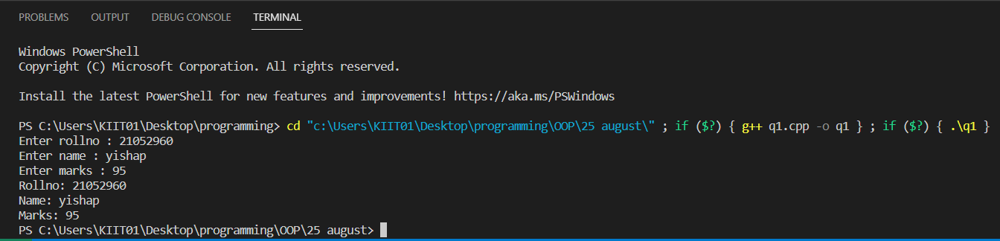 PROBLEMS OUTPUT DEBUG CONSOLE TERMINAL
Windows PowerShell
Copyright (C) Microsoft Corporation. All rights reserved.
Install the latest PowerShell for new features and improvements! https://aka.ms/PSWindows
PS C:\Users\KIIT01\Desktop\programming> cd "c:\Users\KIIT01\Desktop\programming\OOP\25 august\" ; if ($?) { g++ q1.cpp -o q1 } ; if ($?) { .\q1 }
Enter rollno : 21052960
Enter name : yishap
Enter marks : 95
Rollno: 21052960
Name: yishap
Marks: 95
PS C:\Users\KIIT01\Desktop\programming\OOP\25 august>